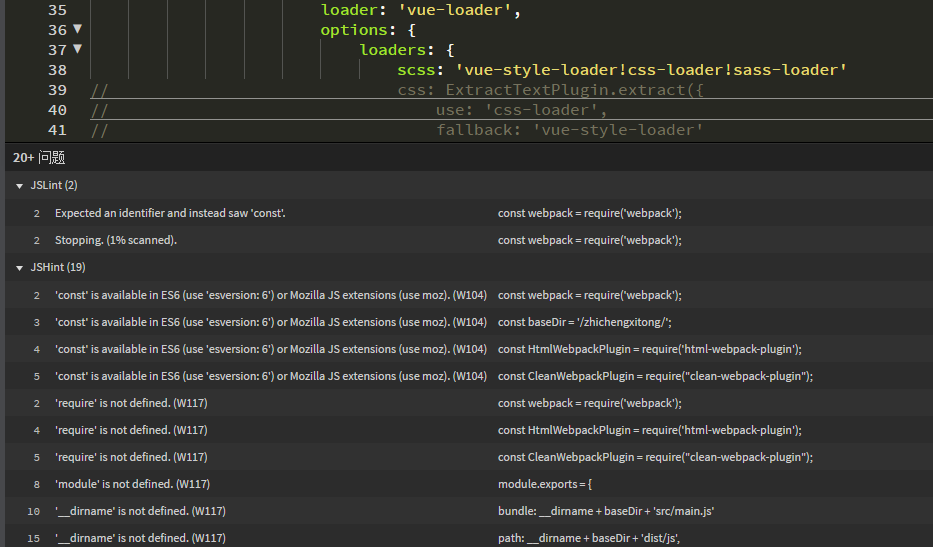 35 loader: 'vue-loader',
36 ▼ options: {
37 ▼ loaders: {
38 scss: 'vue-style-loader!css-loader!sass-loader'
39 // css: ExtractTextPlugin.extract({
40 // use: 'css-loader',
41 // fallback: 'vue-style-loader'
20+ 问题
▼ JSLint (2)
2 Expected an identifier and instead saw 'const'. const webpack = require('webpack');
2 Stopping. (1% scanned). const webpack = require('webpack');
▼ JSHint (19)
2 'const' is available in ES6 (use 'esversion: 6') or Mozilla JS extensions (use moz). (W104) const webpack = require('webpack');
3 'const' is available in ES6 (use 'esversion: 6') or Mozilla JS extensions (use moz). (W104) const baseDir = '/zhichengxitong/';
4 'const' is available in ES6 (use 'esversion: 6') or Mozilla JS extensions (use moz). (W104) const HtmlWebpackPlugin = require('html-webpack-plugin');
5 'const' is available in ES6 (use 'esversion: 6') or Mozilla JS extensions (use moz). (W104) const CleanWebpackPlugin = require("clean-webpack-plugin");
2 'require' is not defined. (W117) const webpack = require('webpack');
4 'require' is not defined. (W117) const HtmlWebpackPlugin = require('html-webpack-plugin');
5 'require' is not defined. (W117) const CleanWebpackPlugin = require("clean-webpack-plugin");
8 'module' is not defined. (W117) module.exports = {
10 '__dirname' is not defined. (W117) bundle: __dirname + baseDir + 'src/main.js'
15 '__dirname' is not defined. (W117) path: __dirname + baseDir + 'dist/js',